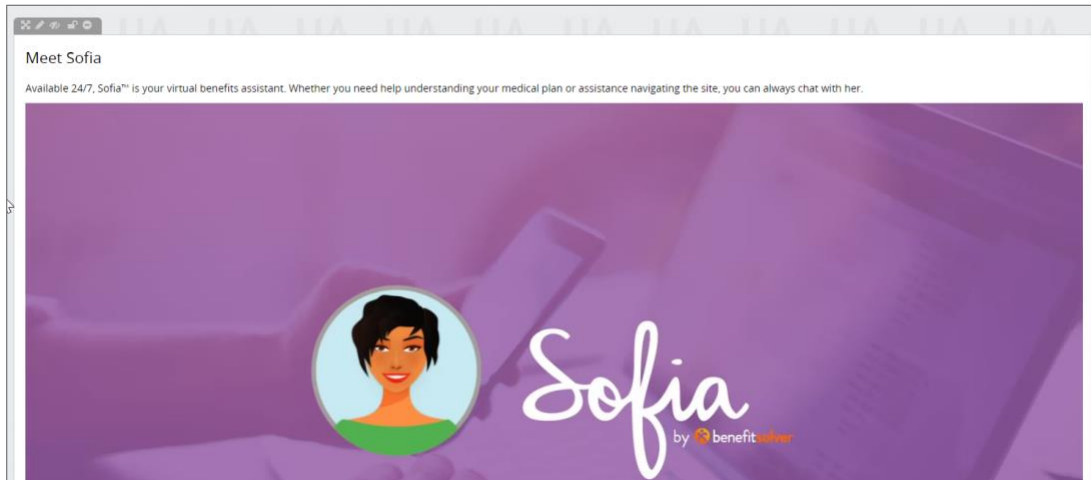 Meet Sofia
Available 24/7, Sofia™ is your virtual benefits assistant. Whether you need help understanding your medical plan or assistance navigating the site, you can always chat with her.
Sofia
by benefitsolver